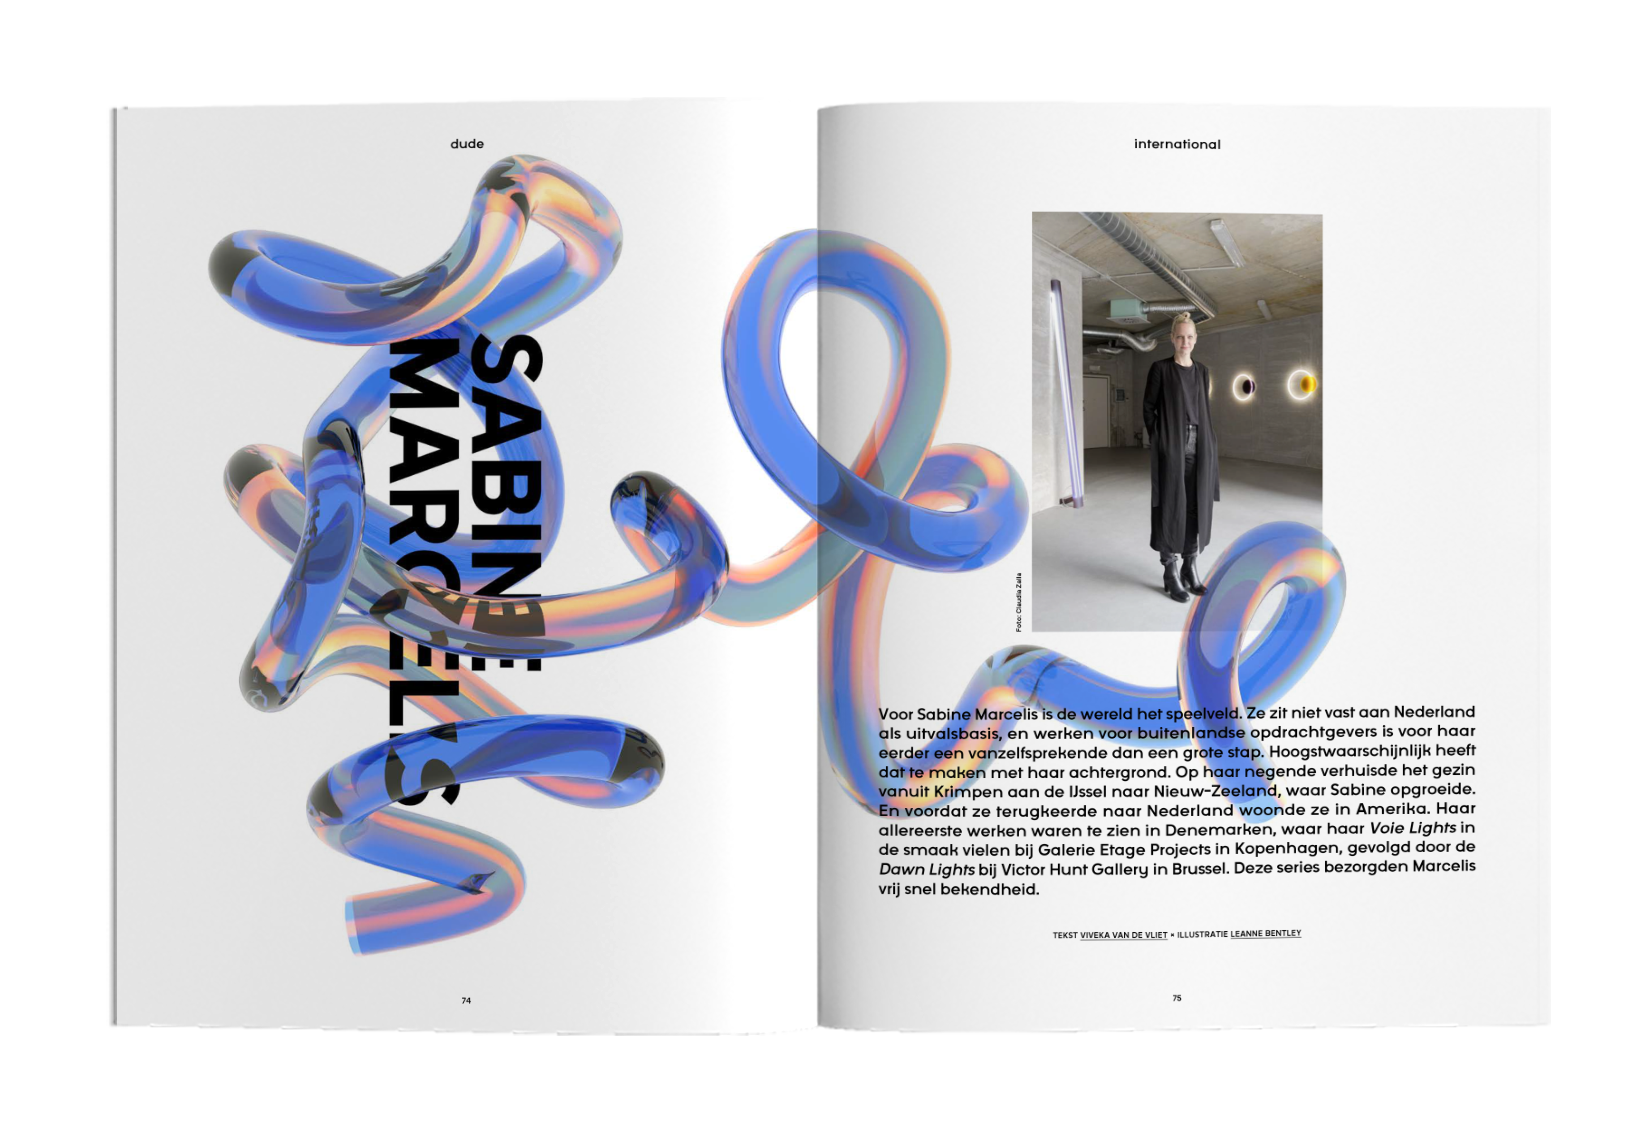 dude
SABINE
MARCELIS
74
international
Foto: Claudia Zalla
Voor Sabine Marcelis is de wereld het speelveld. Ze zit niet vast aan Nederland
als uitvalsbasis, en werken voor buitenlandse opdrachtgevers is voor haar
eerder een vanzelfsprekende dan een grote stap. Hoogstwaarschijnlijk heeft
dat te maken met haar achtergrond. Op haar negende verhuisde het gezin
vanuit Krimpen aan de IJssel naar Nieuw-Zeeland, waar Sabine opgroeide.
En voordat ze terugkeerde naar Nederland woonde ze in Amerika. Haar
allereerste werken waren te zien in Denemarken, waar haar Voie Lights in
de smaak vielen bij Galerie Etage Projects in Kopenhagen, gevolgd door de
Dawn Lights bij Victor Hunt Gallery in Brussel. Deze series bezorgden Marcelis
vrij snel bekendheid.
TEKST VIVEKA VAN DE VLIET × ILLUSTRATIE LEANNE BENTLEY
75